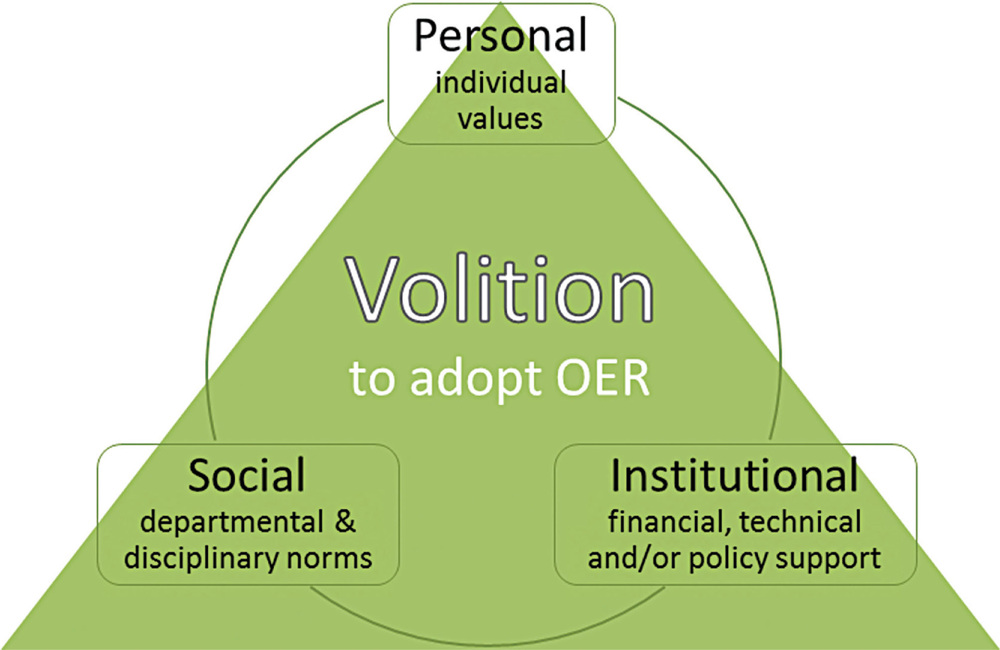 Personal
individual
values
Volition
to adopt OER
Social
departmental &
disciplinary norms
Institutional
financial, technical
and/or policy support